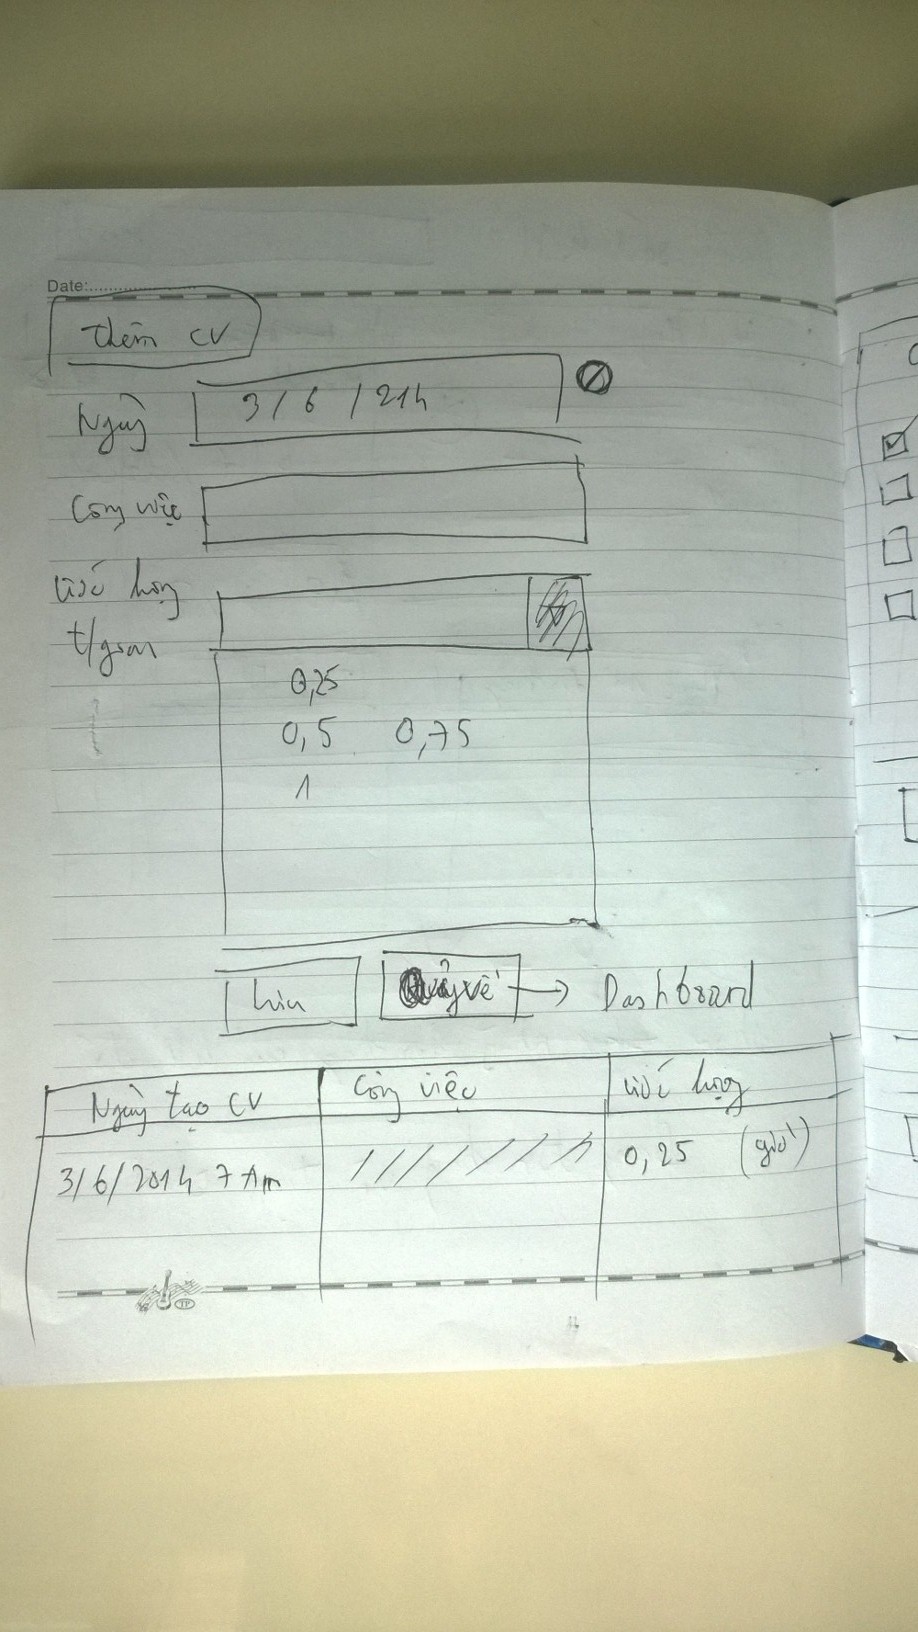 Date:
Thêm CV
Ngày 3/6/214
Công việc
Ước lượng
t/gian
0,25
0,5 0,75
1
Lưu Quay về → Dashboard
Ngày tạo CV Công việc Ước lượng
3/6/2014 7 Am 0,25 (giờ)
TP